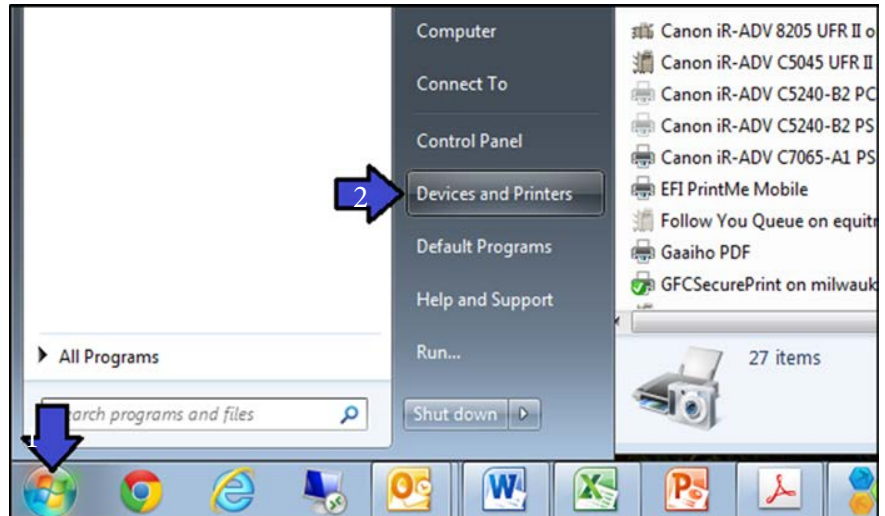 Computer
Connect To
Control Panel
2
Devices and Printers
Default Programs
Help and Support
Run...
All Programs
programs and files
Shut down
1
Canon iR-ADV 8205 UFR II o
Canon iR-ADV C5045 UFR II
Canon iR-ADV C5240-B2 PC
Canon iR-ADV C5240-B2 PS
Canon iR-ADV C7065-A1 PS
EFI PrintMe Mobile
Follow You Queue on equitr
Gaaiho PDF
GFCSecurePrint on milwauk
27 items